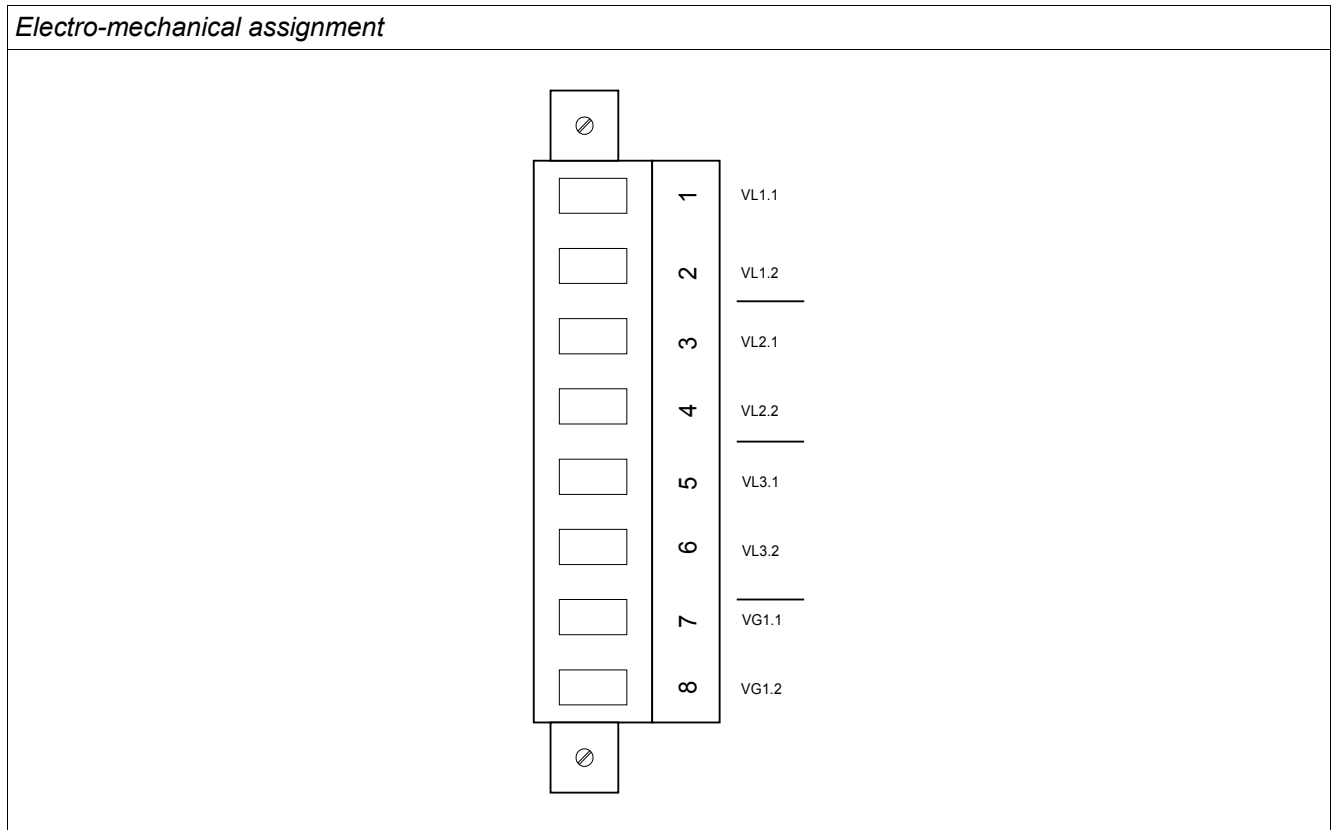 Electro-mechanical assignment
1 VL1.1
2 VL1.2
3 VL2.1
4 VL2.2
5 VL3.1
6 VL3.2
7 VG1.1
8 VG1.2